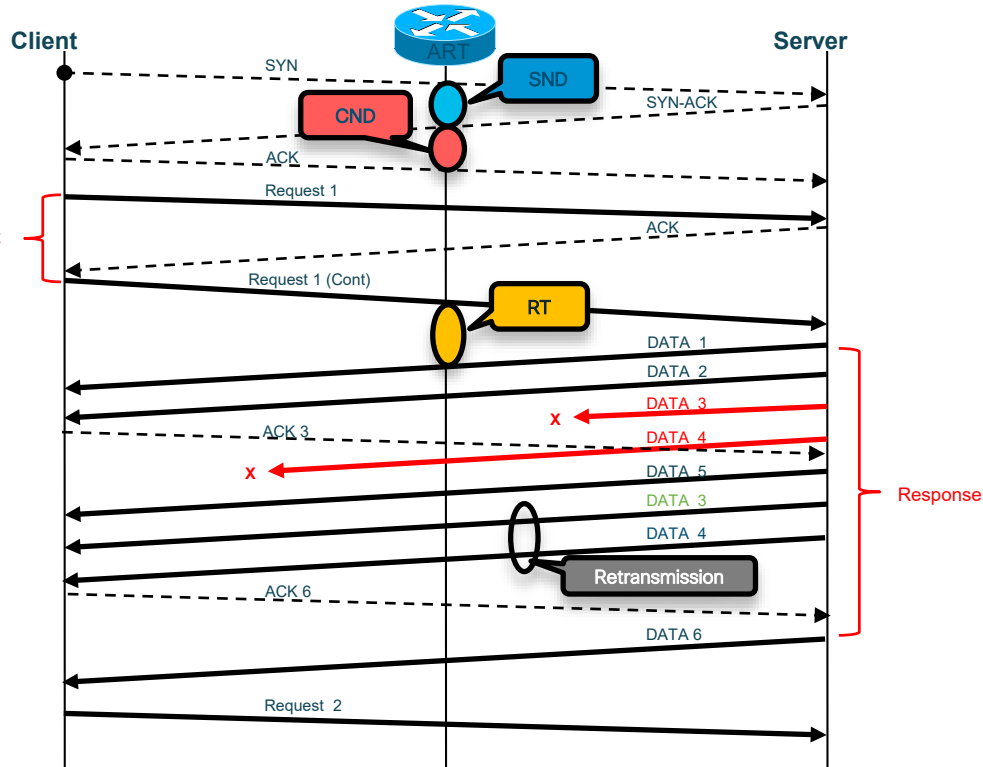 Client
ART
Server
SYN
SND
SYN-ACK
CND
ACK
Request 1
ACK
Request 1 (Cont)
RT
DATA 1
DATA 2
DATA 3
X
ACK 3
DATA 4
X
DATA 5
Response
DATA 3
DATA 4
Retransmission
ACK 6
DATA 6
Request 2